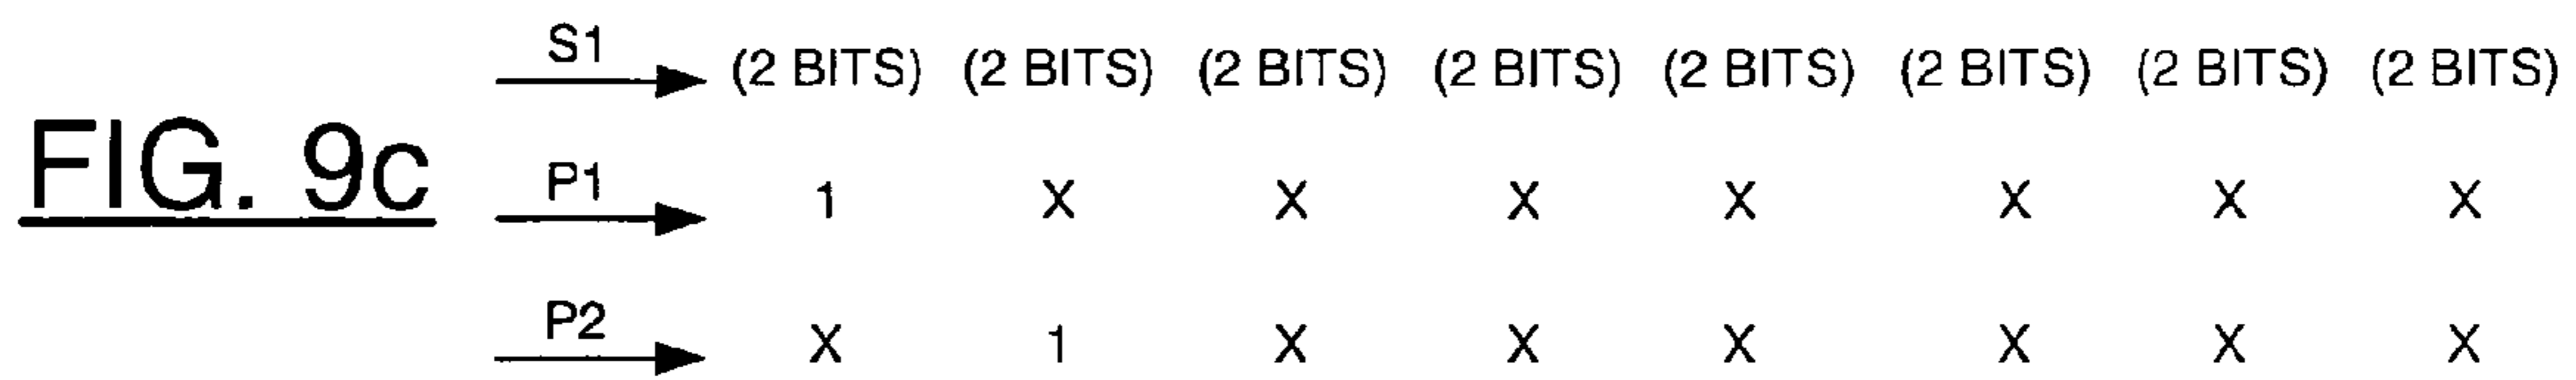 S1 (2 BITS) (2 BITS) (2 BITS) (2 BITS) (2 BITS) (2 BITS) (2 BITS) (2 BITS)
FIG. 9c
P1 1 X X X X X X X
P2 X 1 X X X X X X